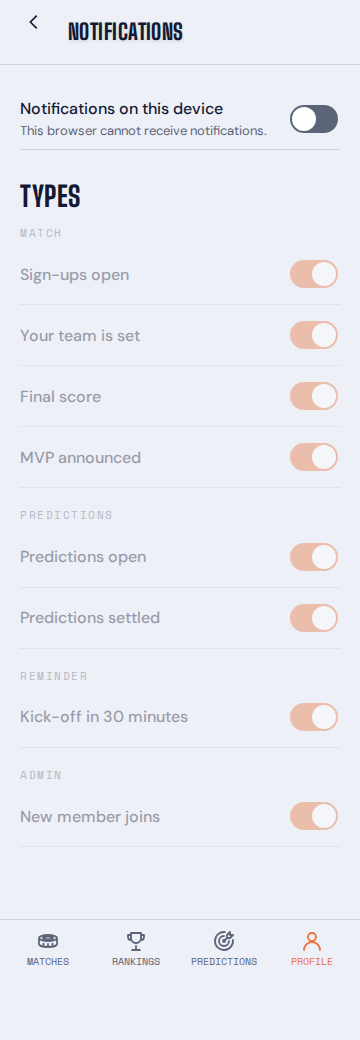 NOTIFICATIONS
Notifications on this device
This browser cannot receive notifications.
TYPES
MATCH
Sign-ups open
Your team is set
Final score
MVP announced
PREDICTIONS
Predictions open
Predictions settled
REMINDER
Kick-off in 30 minutes
ADMIN
New member joins
MATCHES RANKINGS PREDICTIONS PROFILE